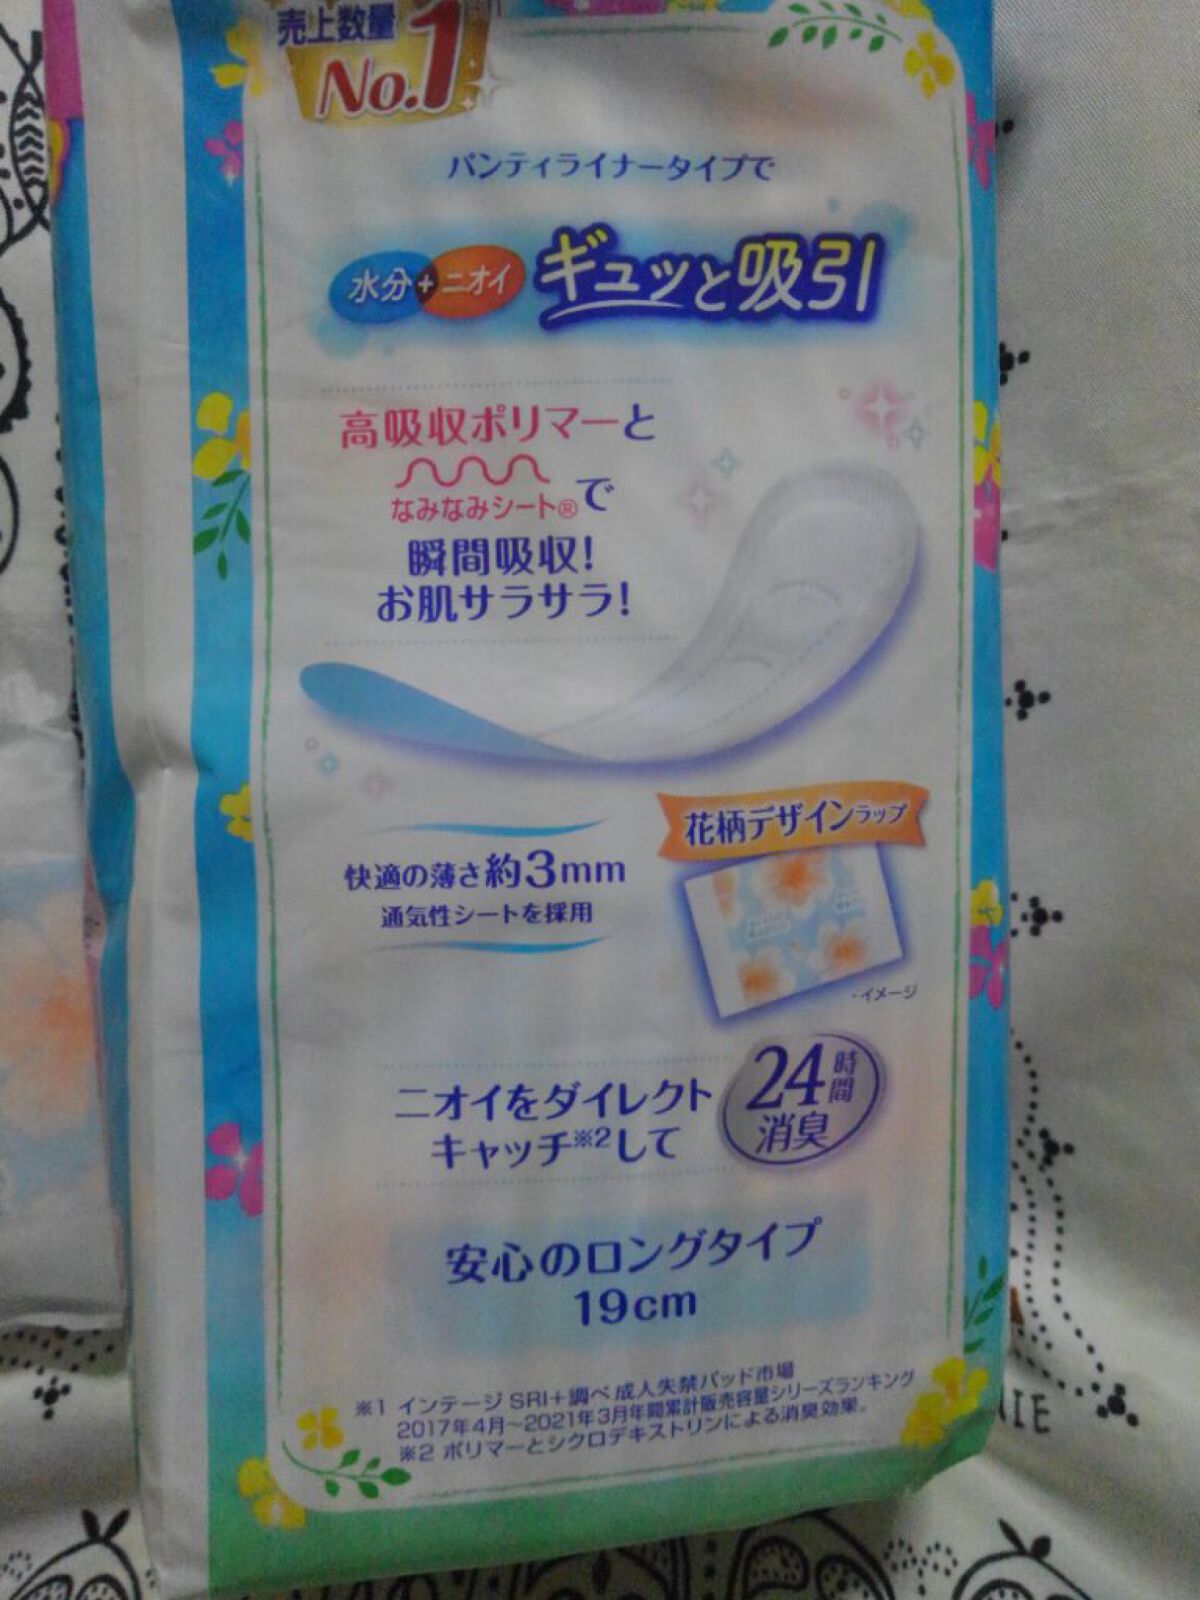 売上数量
No.1
パンティライナータイプで
水分+ニオイ ギュッと吸引
高吸収ポリマーと
なみなみシート®で
瞬間吸収!
お肌サラサラ!
花柄デザインラップ
快適の薄さ約3mm
通気性シートを採用
・イメージ
ニオイをダイレクト
キャッチ※2して
24時間
消臭
安心のロングタイプ
19cm
※1 インテージSRI+調べ 成人失禁パッド市場
2017年4月~2021年3月年間累計販売容量シリーズランキング
※2 ポリマーとシクロデキストリンによる消臭効果。
NIE